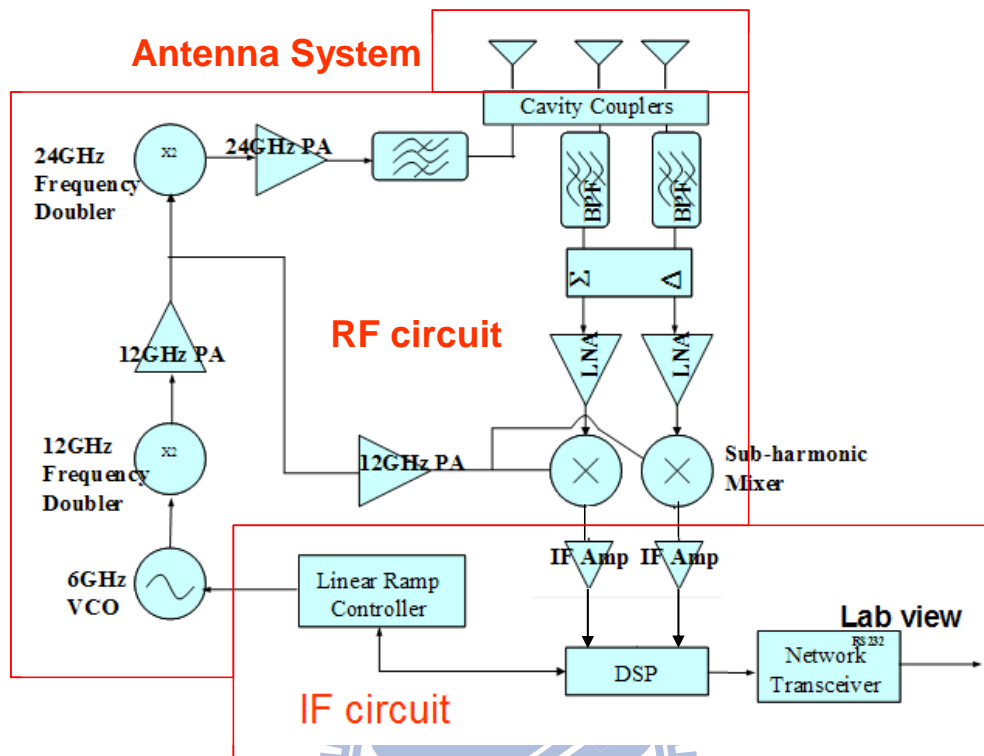 Antenna System
Cavity Couplers
X2
24GHz PA
24GHz
Frequency
Doubler
BPF
BPF
Σ
Δ
RF circuit
LNA
LNA
12GHz PA
X2
12GHz
Frequency
Doubler
12GHz PA
Sub-harmonic
Mixer
IF Amp
IF Amp
6GHz
VCO
Linear Ramp
Controller
Lab view
RS232
Network
Transceiver
DSP
IF circuit